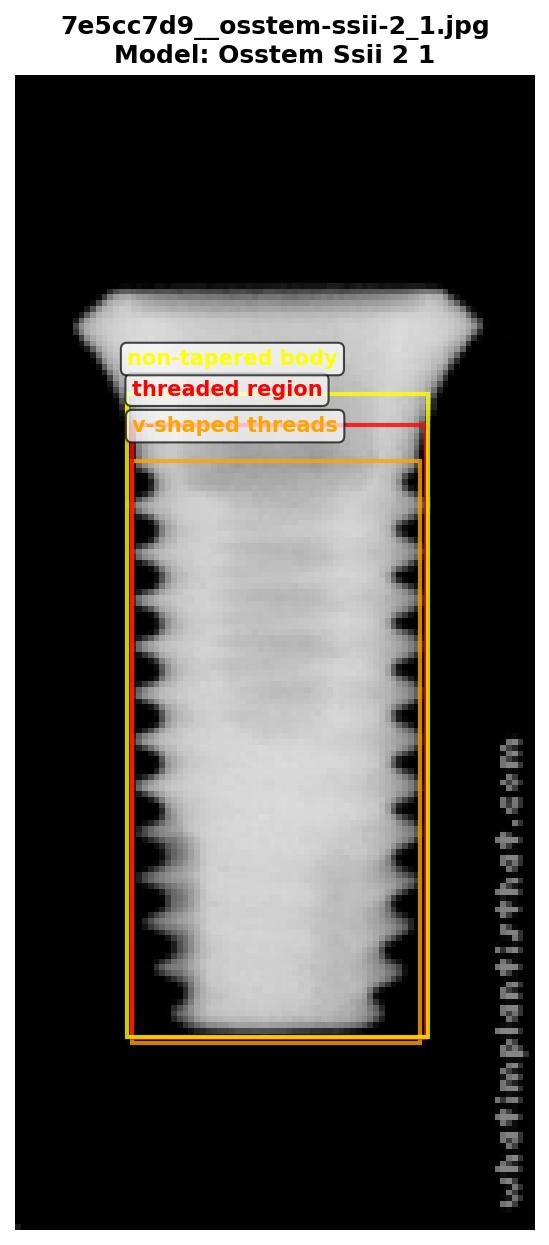 7e5cc7d9__osstem-ssii-2_1.jpg
Model: Osstem Ssii 2 1
non-tapered body
threaded region
v-shaped threads
whatimplantisthat.com